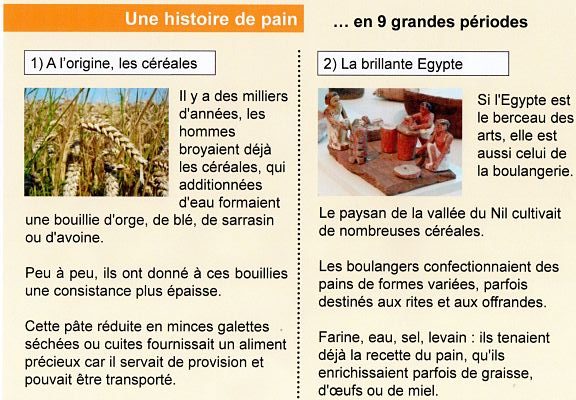 Une histoire de pain
… en 9 grandes périodes
1) A l'origine, les céréales
Il y a des milliers
d'années, les
hommes
broyaient déjà
les céréales, qui
additionnées
d'eau formaient
une bouillie d'orge, de blé, de sarrasin
ou d'avoine.
Peu à peu, ils ont donné à ces bouillies
une consistance plus épaisse.
Cette pâte réduite en minces galettes
séchées ou cuites fournissait un aliment
précieux car il servait de provision et
pouvait être transporté.
2) La brillante Egypte
Si l'Egypte est
le berceau des
arts, elle est
aussi celui de
la boulangerie.
Le paysan de la vallée du Nil cultivait
de nombreuses céréales.
Les boulangers confectionnaient des
pains de formes variées, parfois
destinés aux rites et aux offrandes.
Farine, eau, sel, levain : ils tenaient
déjà la recette du pain, qu'ils
enrichissaient parfois de graisse,
d'œufs ou de miel.